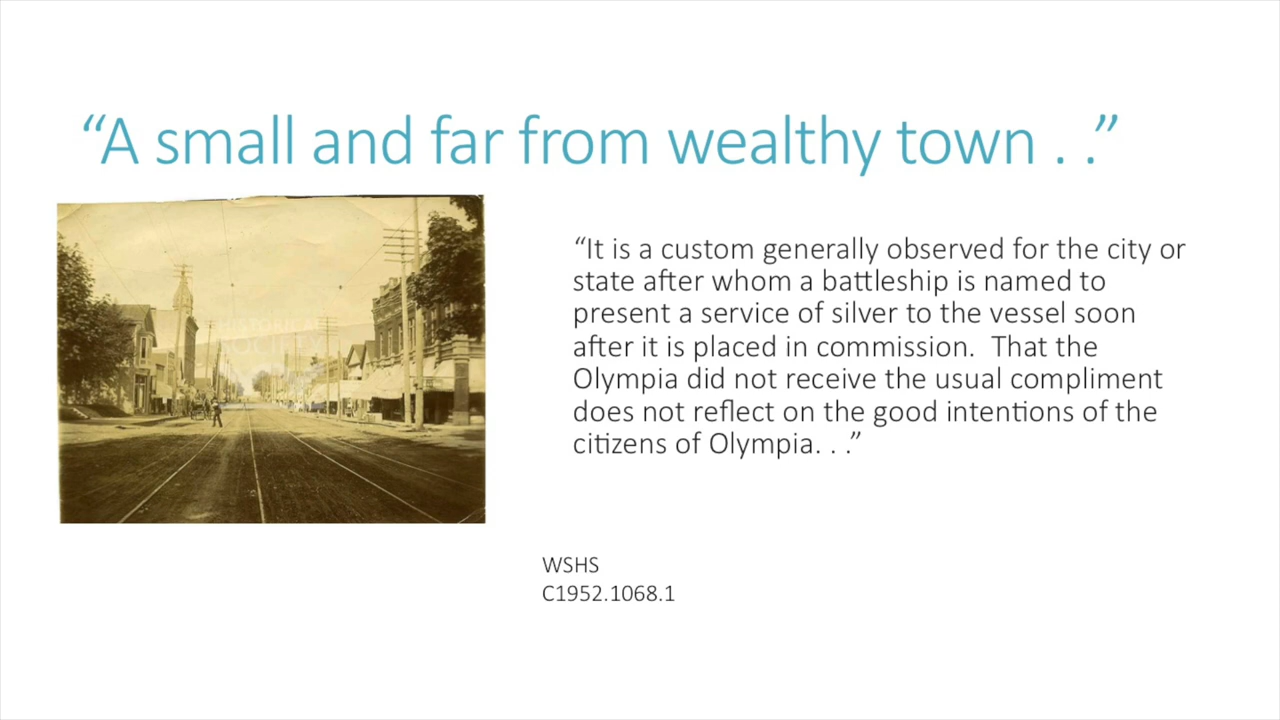 “A small and far from wealthy town . .”
“It is a custom generally observed for the city or
state after whom a battleship is named to
present a service of silver to the vessel soon
after it is placed in commission.  That the
Olympia did not receive the usual compliment
does not reflect on the good intentions of the
citizens of Olympia. . .”
WSHS
C1952.1068.1